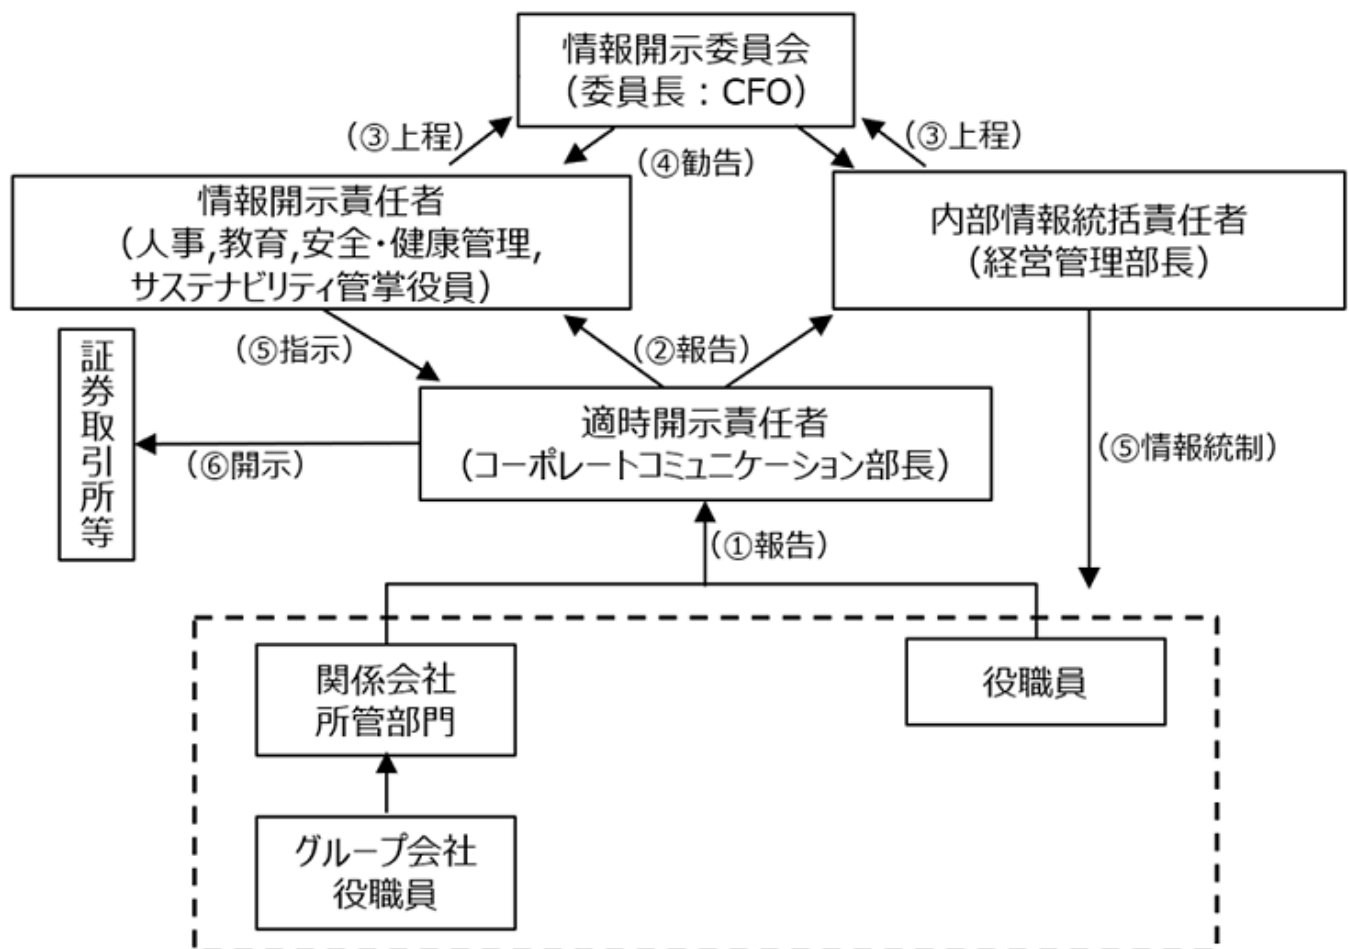 情報開示委員会
（委員長：CFO）
（③上程）
（③上程）
（④勧告）
情報開示責任者
（人事,教育,安全・健康管理,
サステナビリティ管掌役員）
内部情報統括責任者
（経営管理部長）
（⑤指示）
（②報告）
証券取引所等
適時開示責任者
（コーポレートコミュニケーション部長）
（⑥開示）
（⑤情報統制）
（①報告）
関係会社
所管部門
役職員
グループ会社
役職員